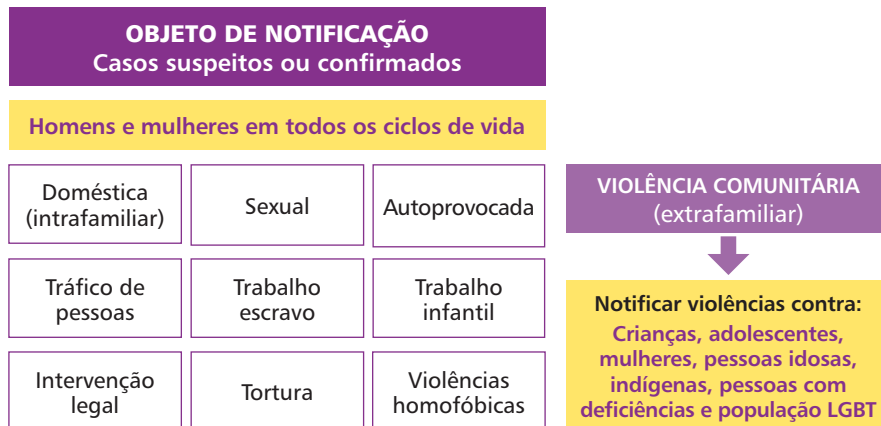 OBJETO DE NOTIFICAÇÃO
Casos suspeitos ou confirmados
Homens e mulheres em todos os ciclos de vida
Doméstica
(intrafamiliar)
Sexual
Autoprovocada
Tráfico de
pessoas
Trabalho
escravo
Trabalho
infantil
Intervenção
legal
Tortura
Violências
homofóbicas
VIOLÊNCIA COMUNITÁRIA
(extrafamiliar)
Notificar violências contra:
Crianças, adolescentes,
mulheres, pessoas idosas,
indígenas, pessoas com
deficiências e população LGBT